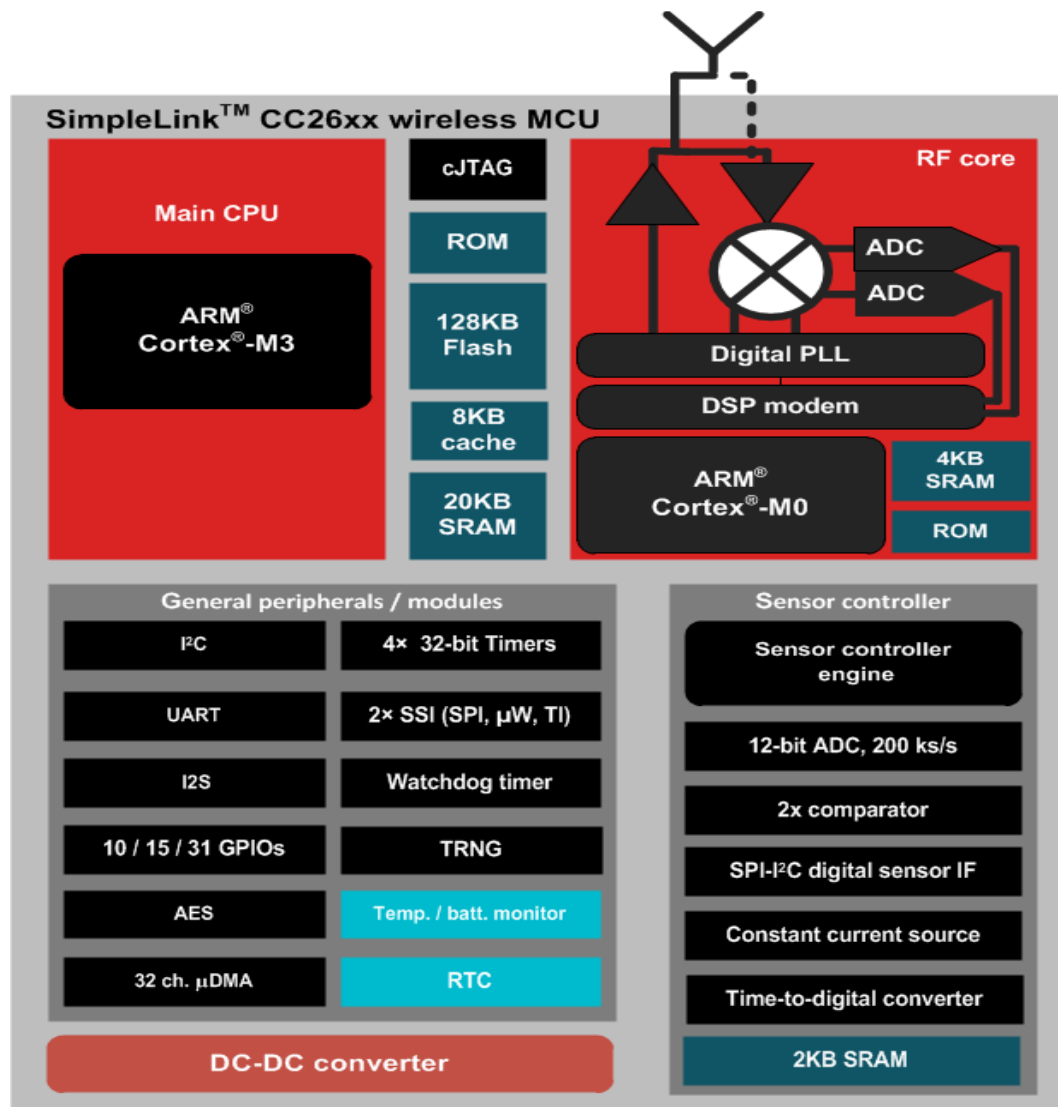 SimpleLink™ CC26xx wireless MCU
Main CPU
ARM®
Cortex®-M3
cJTAG
ROM
128KB
Flash
8KB
cache
20KB
SRAM
RF core
ADC
ADC
Digital PLL
DSP modem
ARM®
Cortex®-M0
4KB
SRAM
ROM
General peripherals / modules
I²C
4× 32-bit Timers
UART
2× SSI (SPI, µW, TI)
I2S
Watchdog timer
10 / 15 / 31 GPIOs
TRNG
AES
Temp. / batt. monitor
32 ch. µDMA
RTC
DC-DC converter
Sensor controller
Sensor controller
engine
12-bit ADC, 200 ks/s
2x comparator
SPI-I²C digital sensor IF
Constant current source
Time-to-digital converter
2KB SRAM